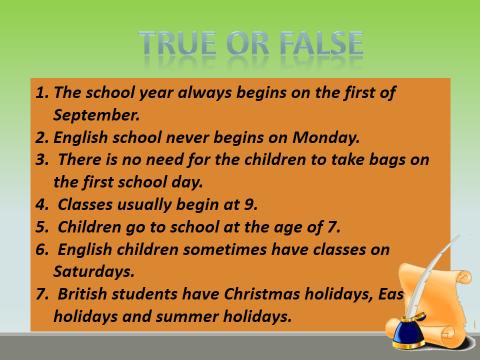 TRUE OR FALSE
1. The school year always begins on the first of
September.
2. English school never begins on Monday.
3. There is no need for the children to take bags on
the first school day.
4. Classes usually begin at 9.
5. Children go to school at the age of 7.
6. English children sometimes have classes on
Saturdays.
7. British students have Christmas holidays, Eas
holidays and summer holidays.